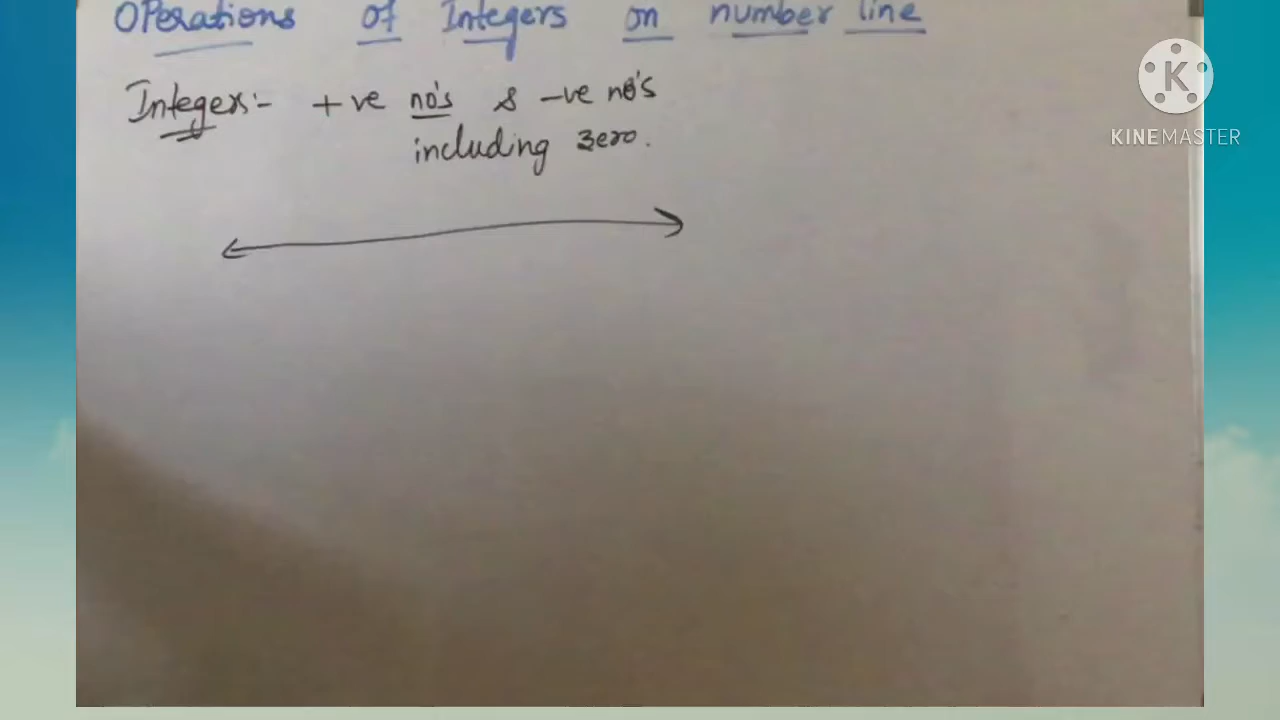 Operations of Integers on number line
Integers:- +ve no's & -ve no's
including zero.
K
KINEMASTER